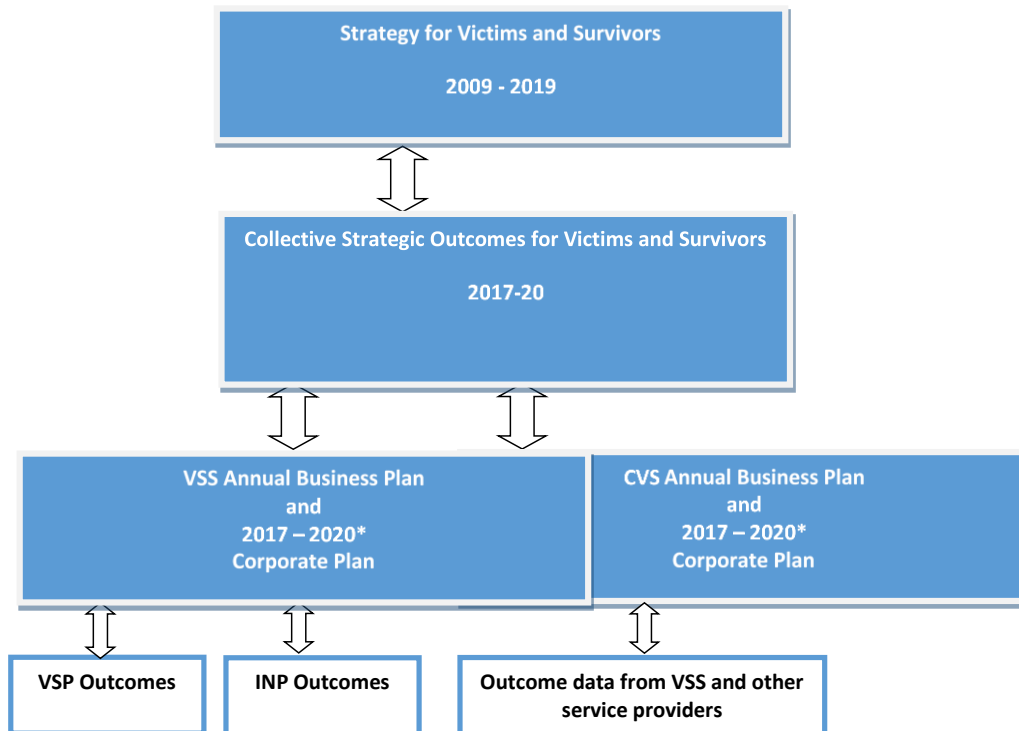 Strategy for Victims and Survivors
2009 - 2019
Collective Strategic Outcomes for Victims and Survivors
2017-20
VSS Annual Business Plan
and
2017 – 2020*
Corporate Plan
CVS Annual Business Plan
and
2017 – 2020*
Corporate Plan
VSP Outcomes
INP Outcomes
Outcome data from VSS and other
service providers